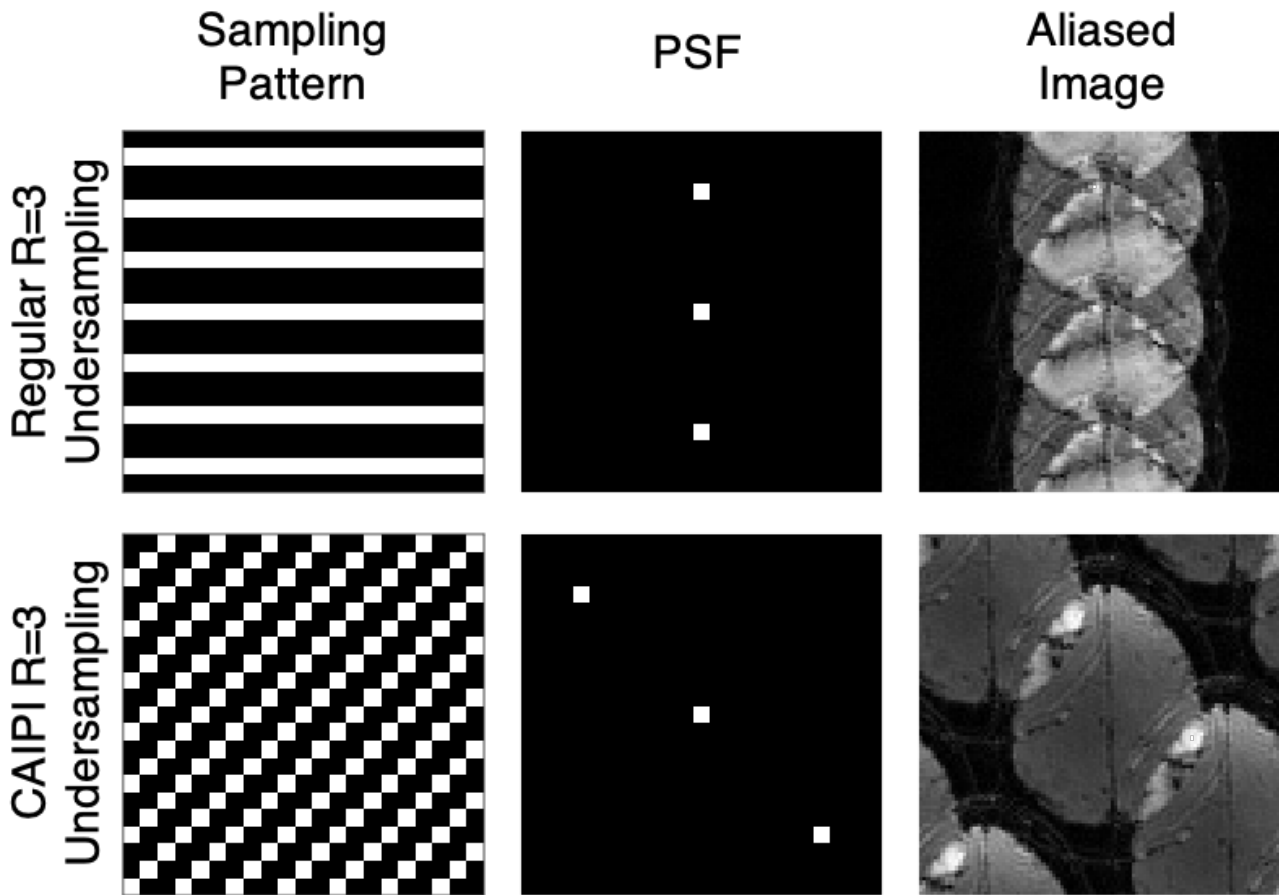 Sampling
Pattern
PSF
Aliased
Image
Regular R=3
Undersampling
CAIPI R=3
Undersampling